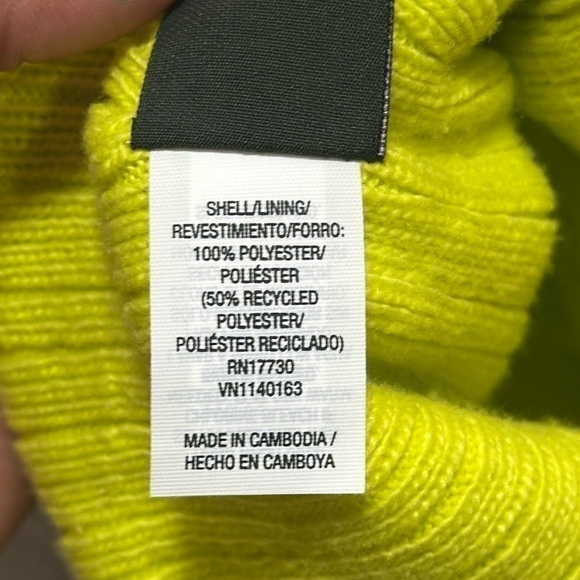 SHELL/LINING/
REVESTIMIENTO/FORRO:
100% POLYESTER/
POLIÉSTER
(50% RECYCLED
POLYESTER/
POLIÉSTER RECICLADO)
RN17730
VN1140163
MADE IN CAMBODIA /
HECHO EN CAMBOYA